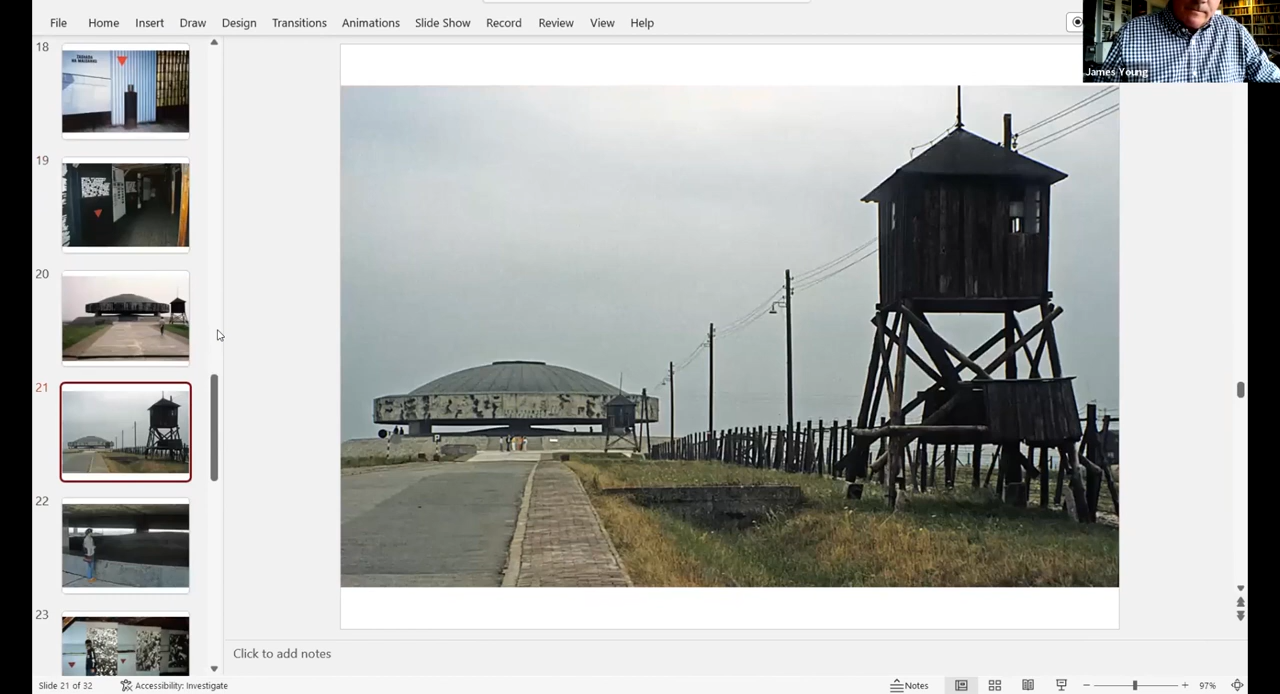 File Home Insert Draw Design Transitions Animations Slide Show Record Review View Help
James Young
18
19
20
21
22
23
P
Click to add notes
Slide 21 of 32 Accessibility: Investigate Notes 97%